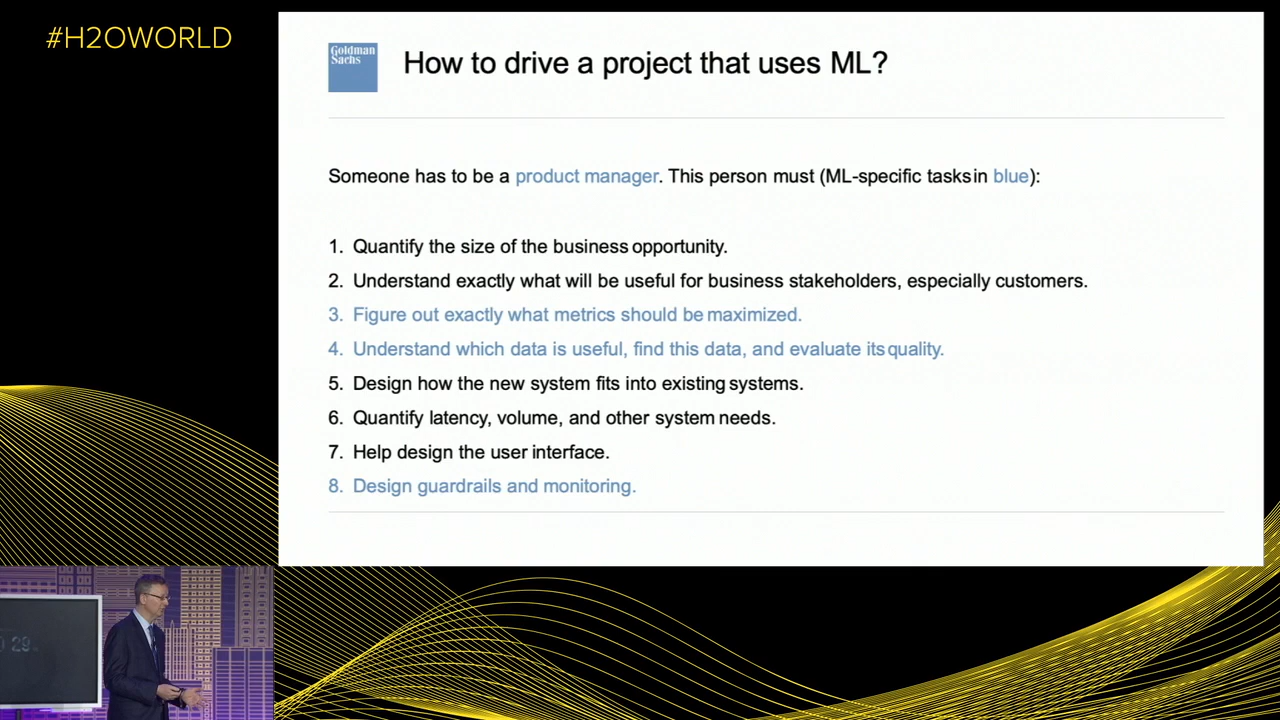 #H2OWORLD
Goldman
Sachs
How to drive a project that uses ML?
Someone has to be a product manager. This person must (ML-specific tasks in blue):
1. Quantify the size of the business opportunity.
2. Understand exactly what will be useful for business stakeholders, especially customers.
3. Figure out exactly what metrics should be maximized.
4. Understand which data is useful, find this data, and evaluate its quality.
5. Design how the new system fits into existing systems.
6. Quantify latency, volume, and other system needs.
7. Help design the user interface.
8. Design guardrails and monitoring.